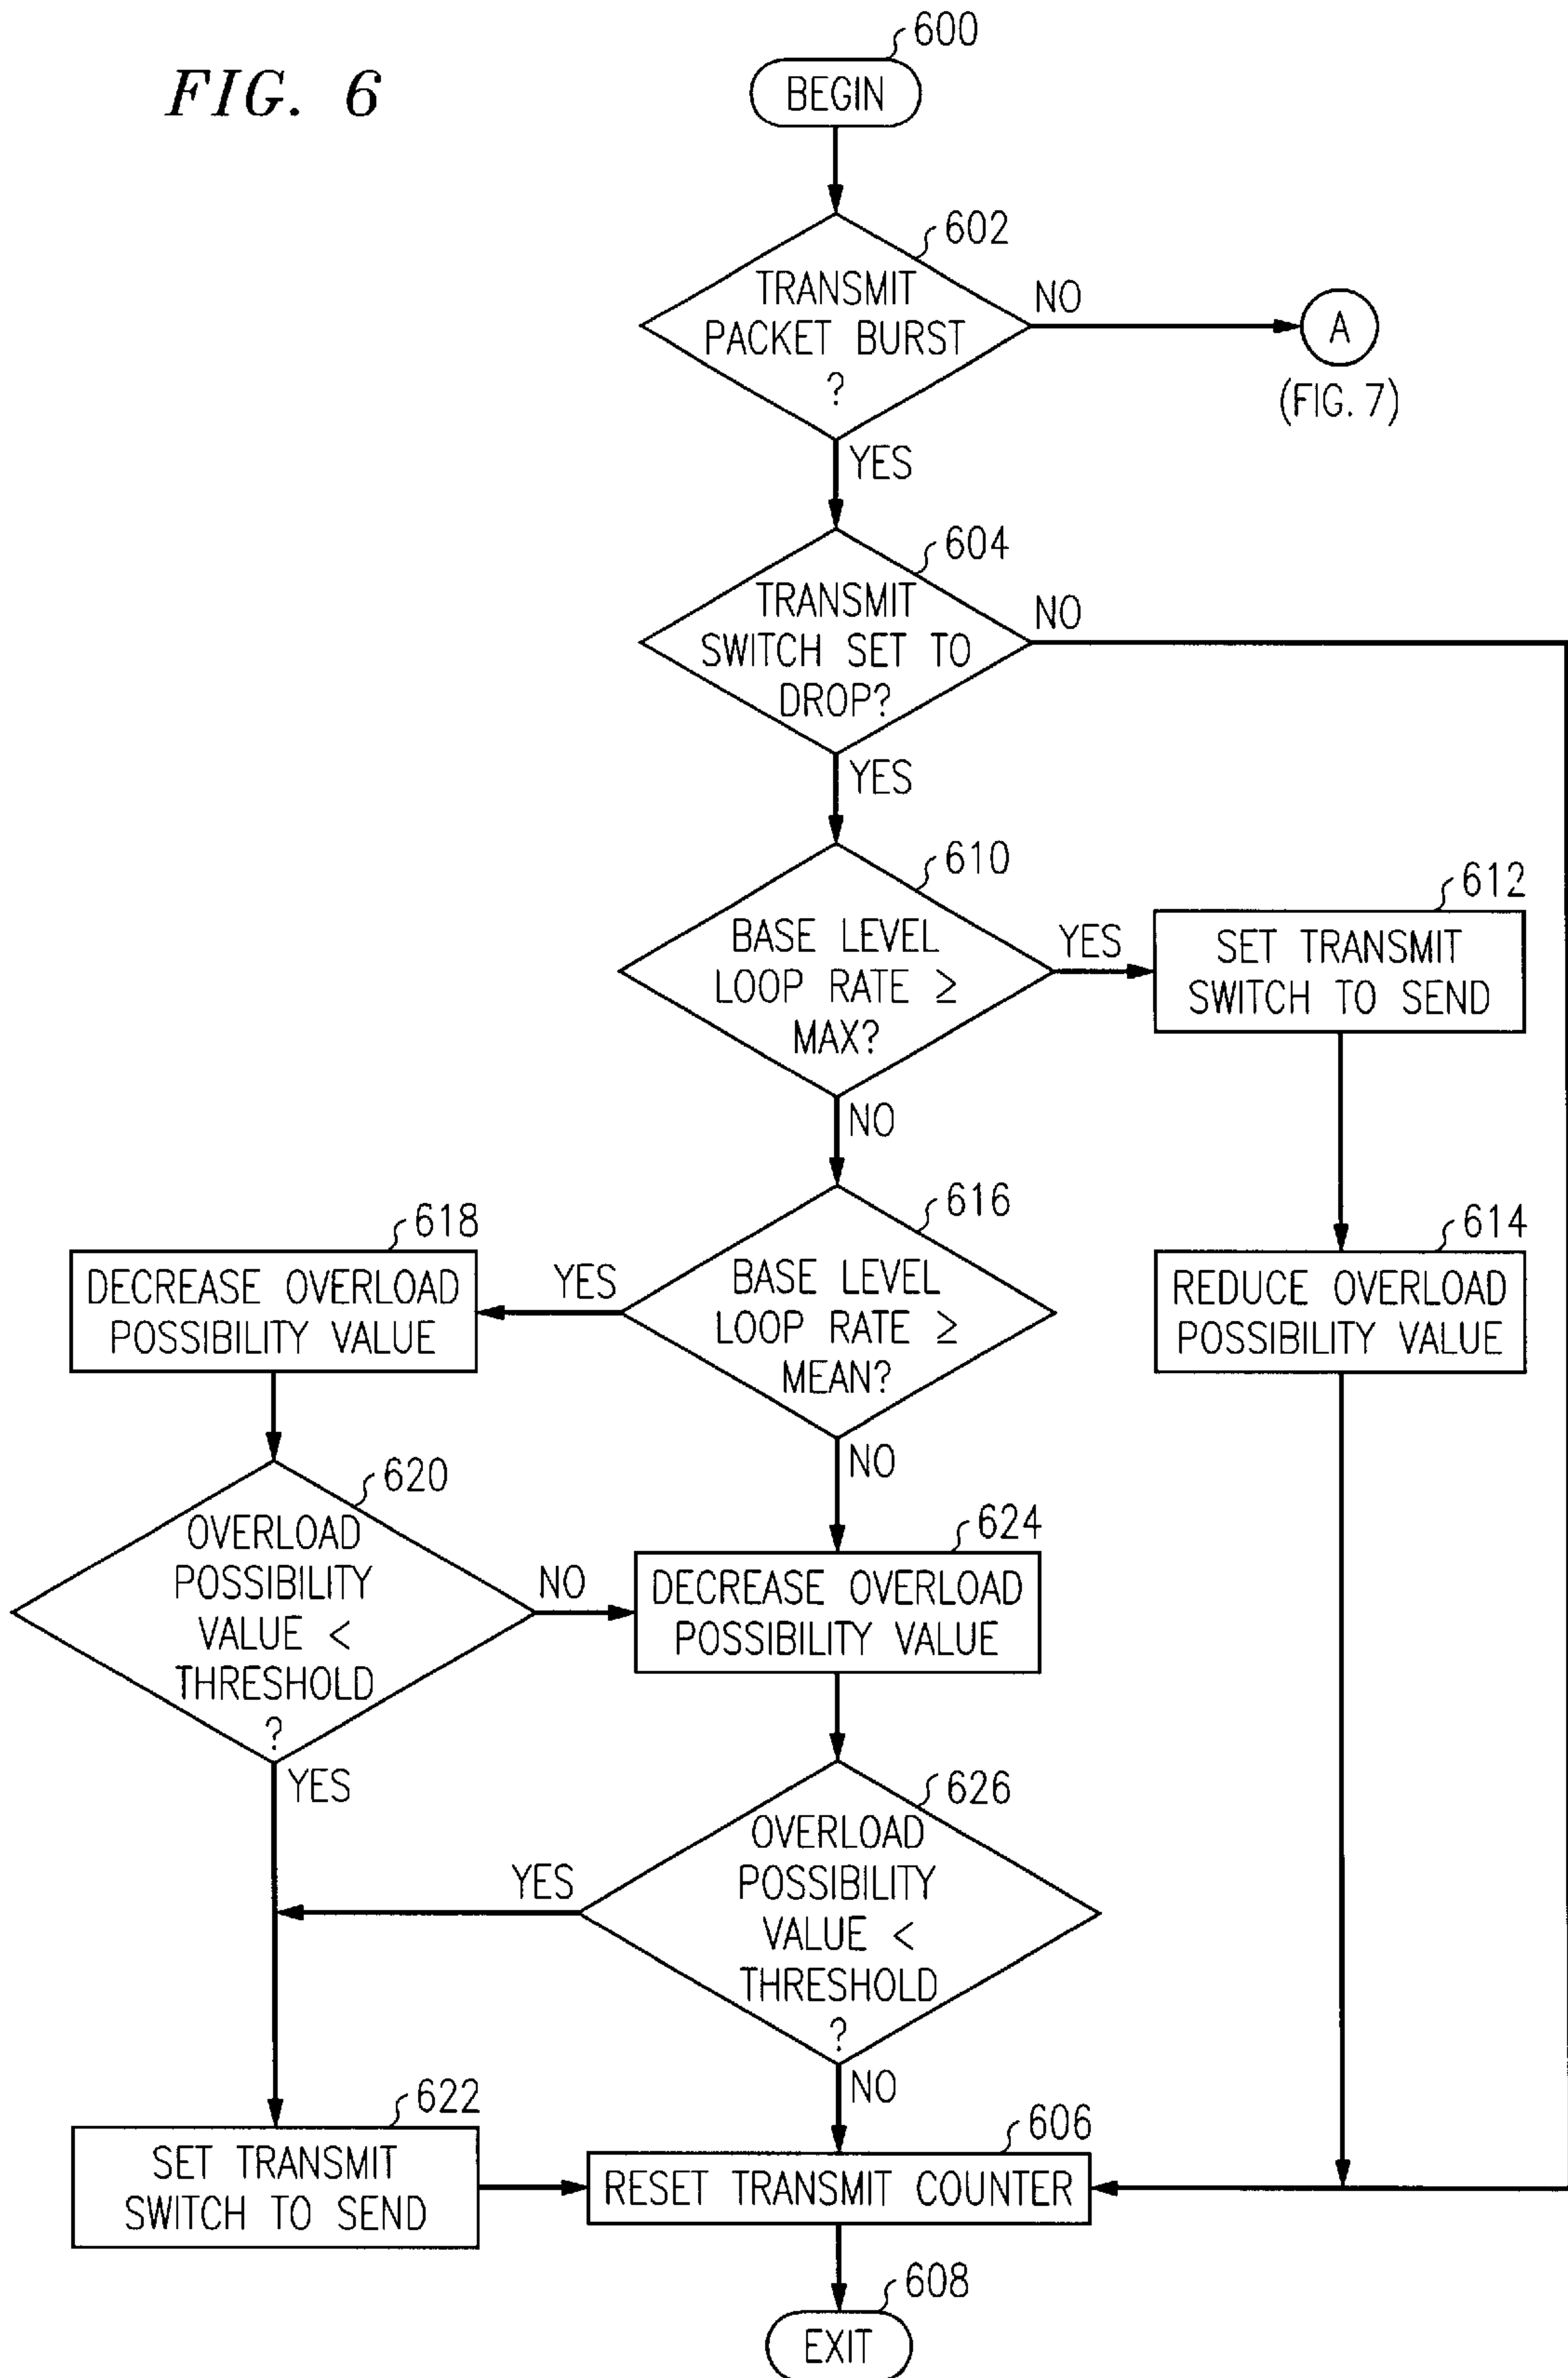 FIG. 6
600
BEGIN
602
TRANSMIT
PACKET BURST
?
NO
A
(FIG. 7)
YES
604
TRANSMIT
SWITCH SET TO
DROP?
NO
YES
610
BASE LEVEL
LOOP RATE ≥
MAX?
YES
612
SET TRANSMIT
SWITCH TO SEND
NO
616
BASE LEVEL
LOOP RATE ≥
MEAN?
YES
618
DECREASE OVERLOAD
POSSIBILITY VALUE
614
REDUCE OVERLOAD
POSSIBILITY VALUE
NO
620
OVERLOAD
POSSIBILITY
VALUE <
THRESHOLD
?
NO
624
DECREASE OVERLOAD
POSSIBILITY VALUE
YES
626
OVERLOAD
POSSIBILITY
VALUE <
THRESHOLD
?
YES
NO
622
SET TRANSMIT
SWITCH TO SEND
606
RESET TRANSMIT COUNTER
608
EXIT